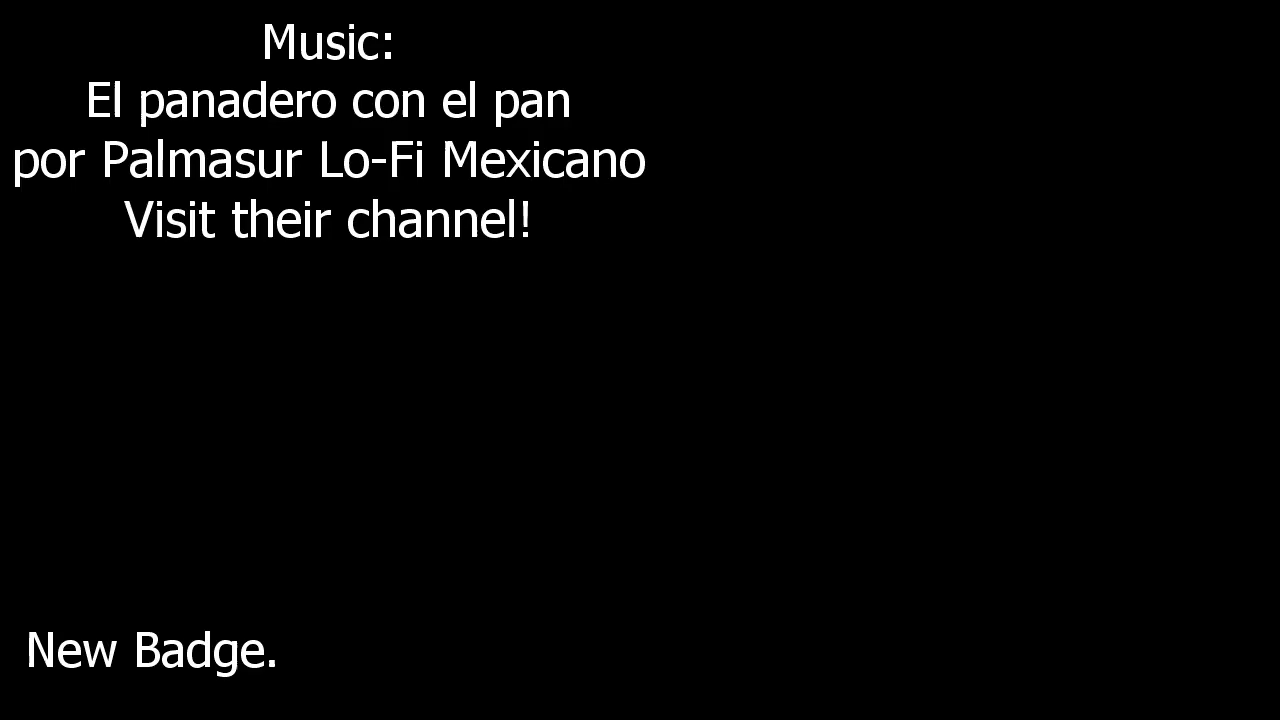 Music:
El panadero con el pan
por Palmasur Lo-Fi Mexicano
Visit their channel!
New Badge.